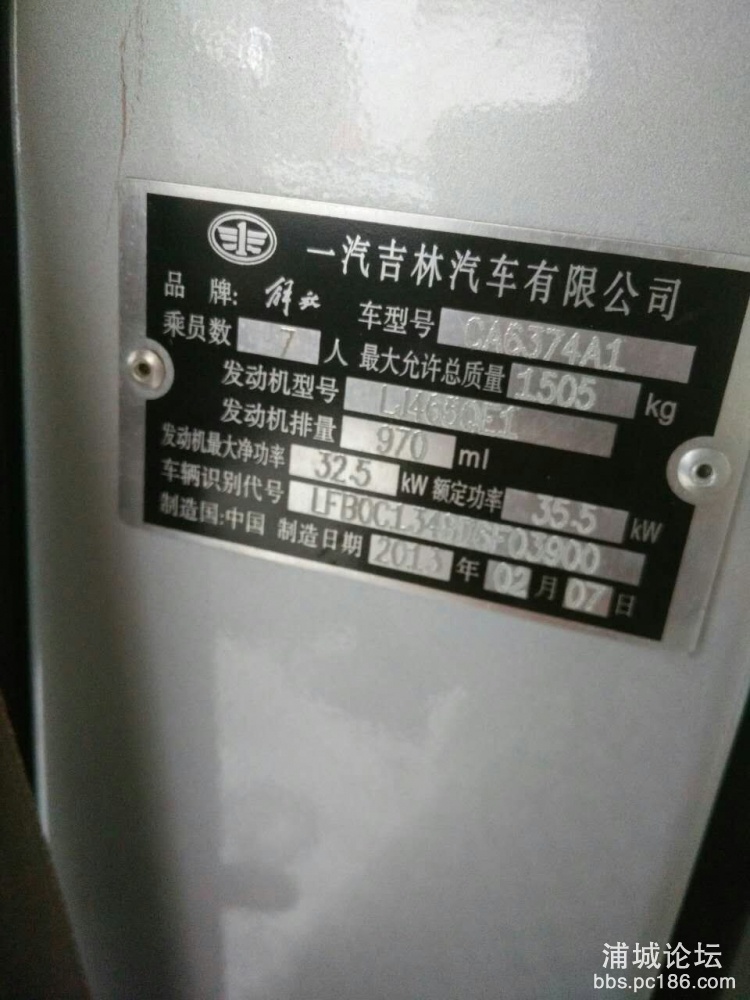 一汽吉林汽车有限公司
品 牌: 解放 车型号 CA6374A1
乘员数 7 人 最大允许总质量 1505 kg
发动机型号 LJ465QE1
发动机排量 970 ml
发动机最大净功率 32.5 kW 额定功率 35.5 kW
车辆识别代号
制造国:中国 制造日期 2013 年 02 月 07 日
浦城论坛
bbs.pc186.com